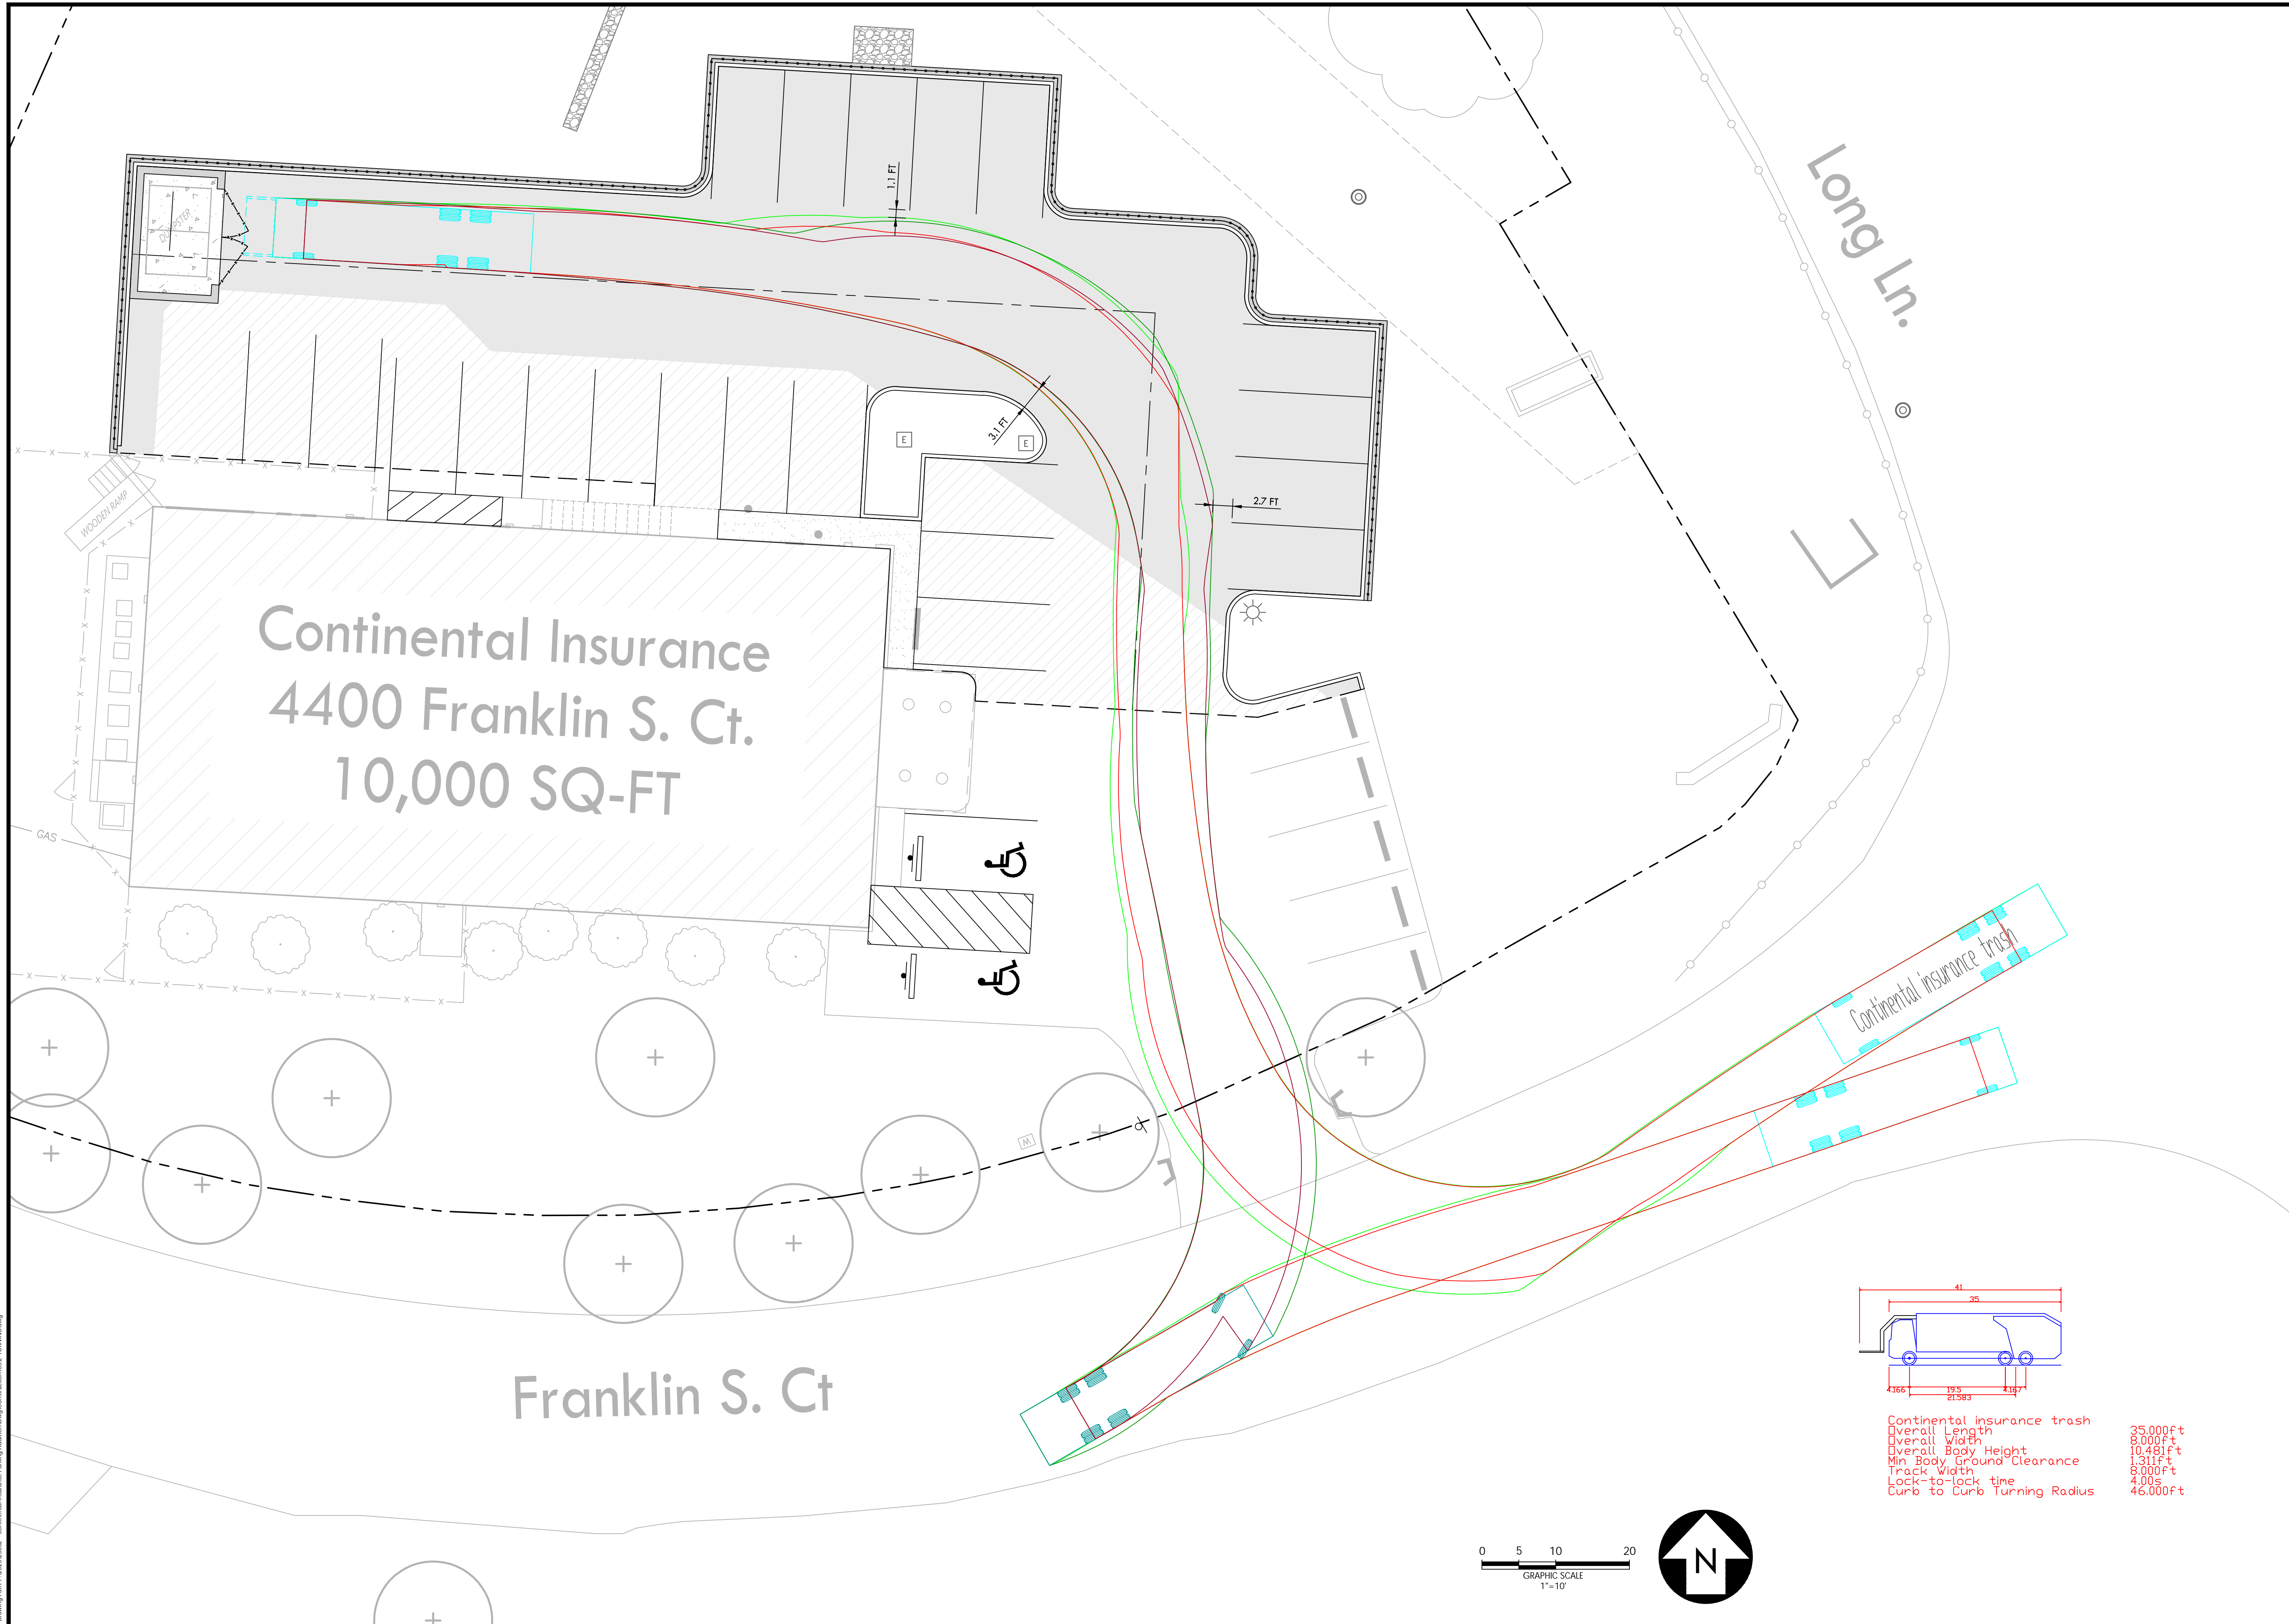 Long Ln.
1.1 FT
DUMPSTER
3.1 FT
E
E
2.7 FT
WOODEN RAMP
Continental Insurance
4400 Franklin S. Ct.
10,000 SQ-FT
GAS
Continental insurance trash
W
Franklin S. Ct
41
35
4.166
19.5
4.167
21.583
Continental insurance trash
Overall Length 35.000ft
Overall Width 8.000ft
Overall Body Height 10.481ft
Min Body Ground Clearance 1.311ft
Track Width 8.000ft
Lock-to-lock time 4.00s
Curb to Curb Turning Radius 46.000ft
0 5 10 20
GRAPHIC SCALE
1"=10'
N